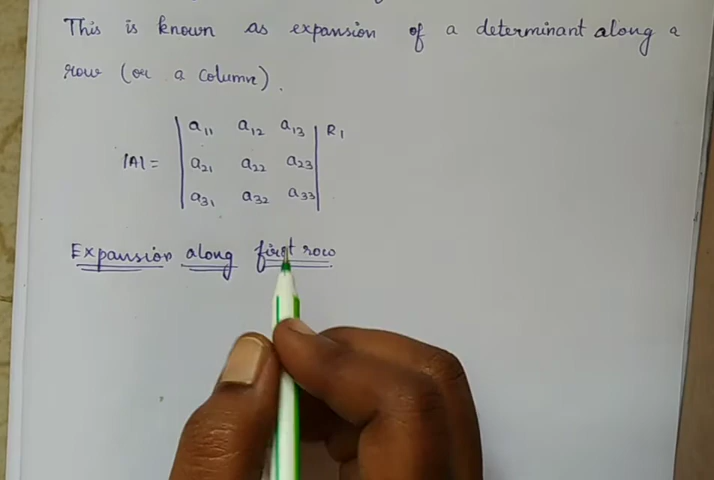 This is known as expansion of a determinant along a
row (or a column).
|A| = | a11 a12 a13 | R1
| a21 a22 a23 |
| a31 a32 a33 |
Expansion along first row